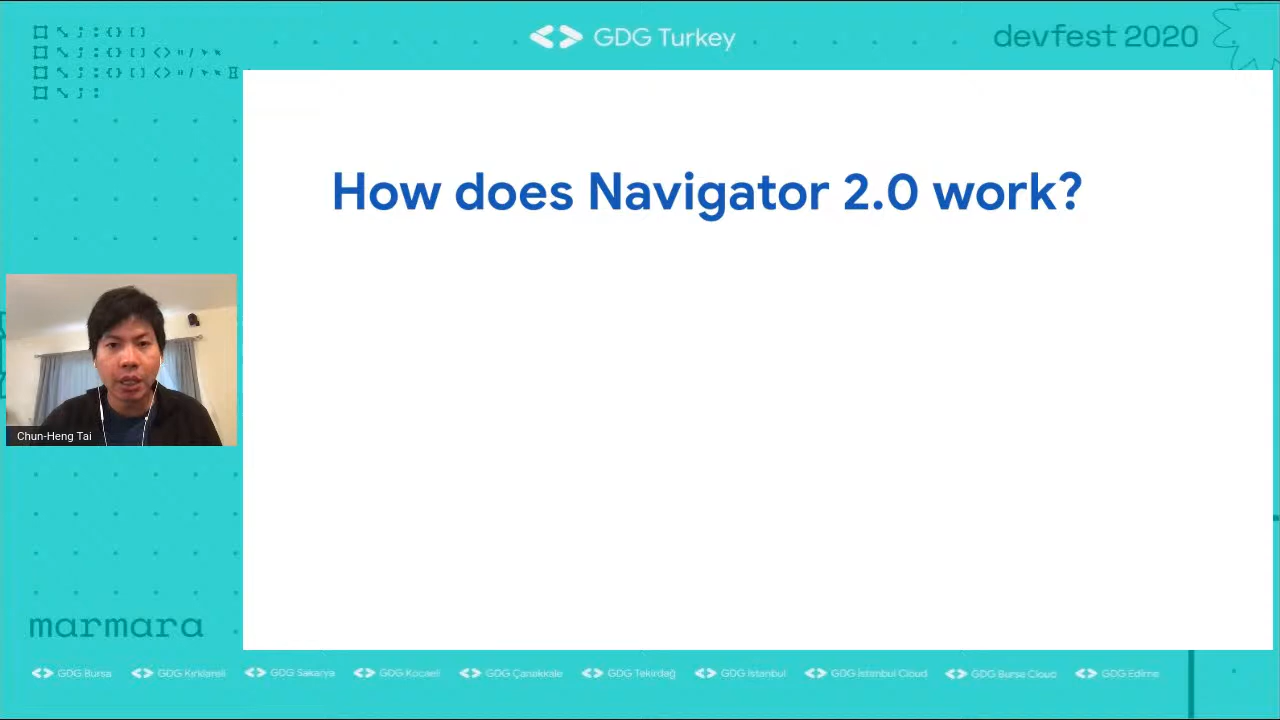 GDG Turkey
devfest 2020
How does Navigator 2.0 work?
Chun-Heng Tai
marmara
GDG Bursa
GDG Kırklareli
GDG Sakarya
GDG Kocaeli
GDG Çanakkale
GDG Tekirdağ
GDG İstanbul
GDG İstanbul Cloud
GDG Bursa Cloud
GDG Edirne